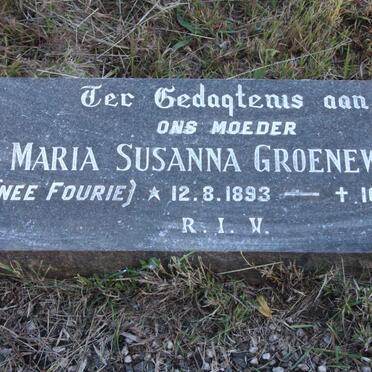 Ter Gedagtenis aan
ONS MOEDER
MARIA SUSANNA GROENEW
NEE FOURIE) * 12.8.1893 — ✝ 1
R. I. V.